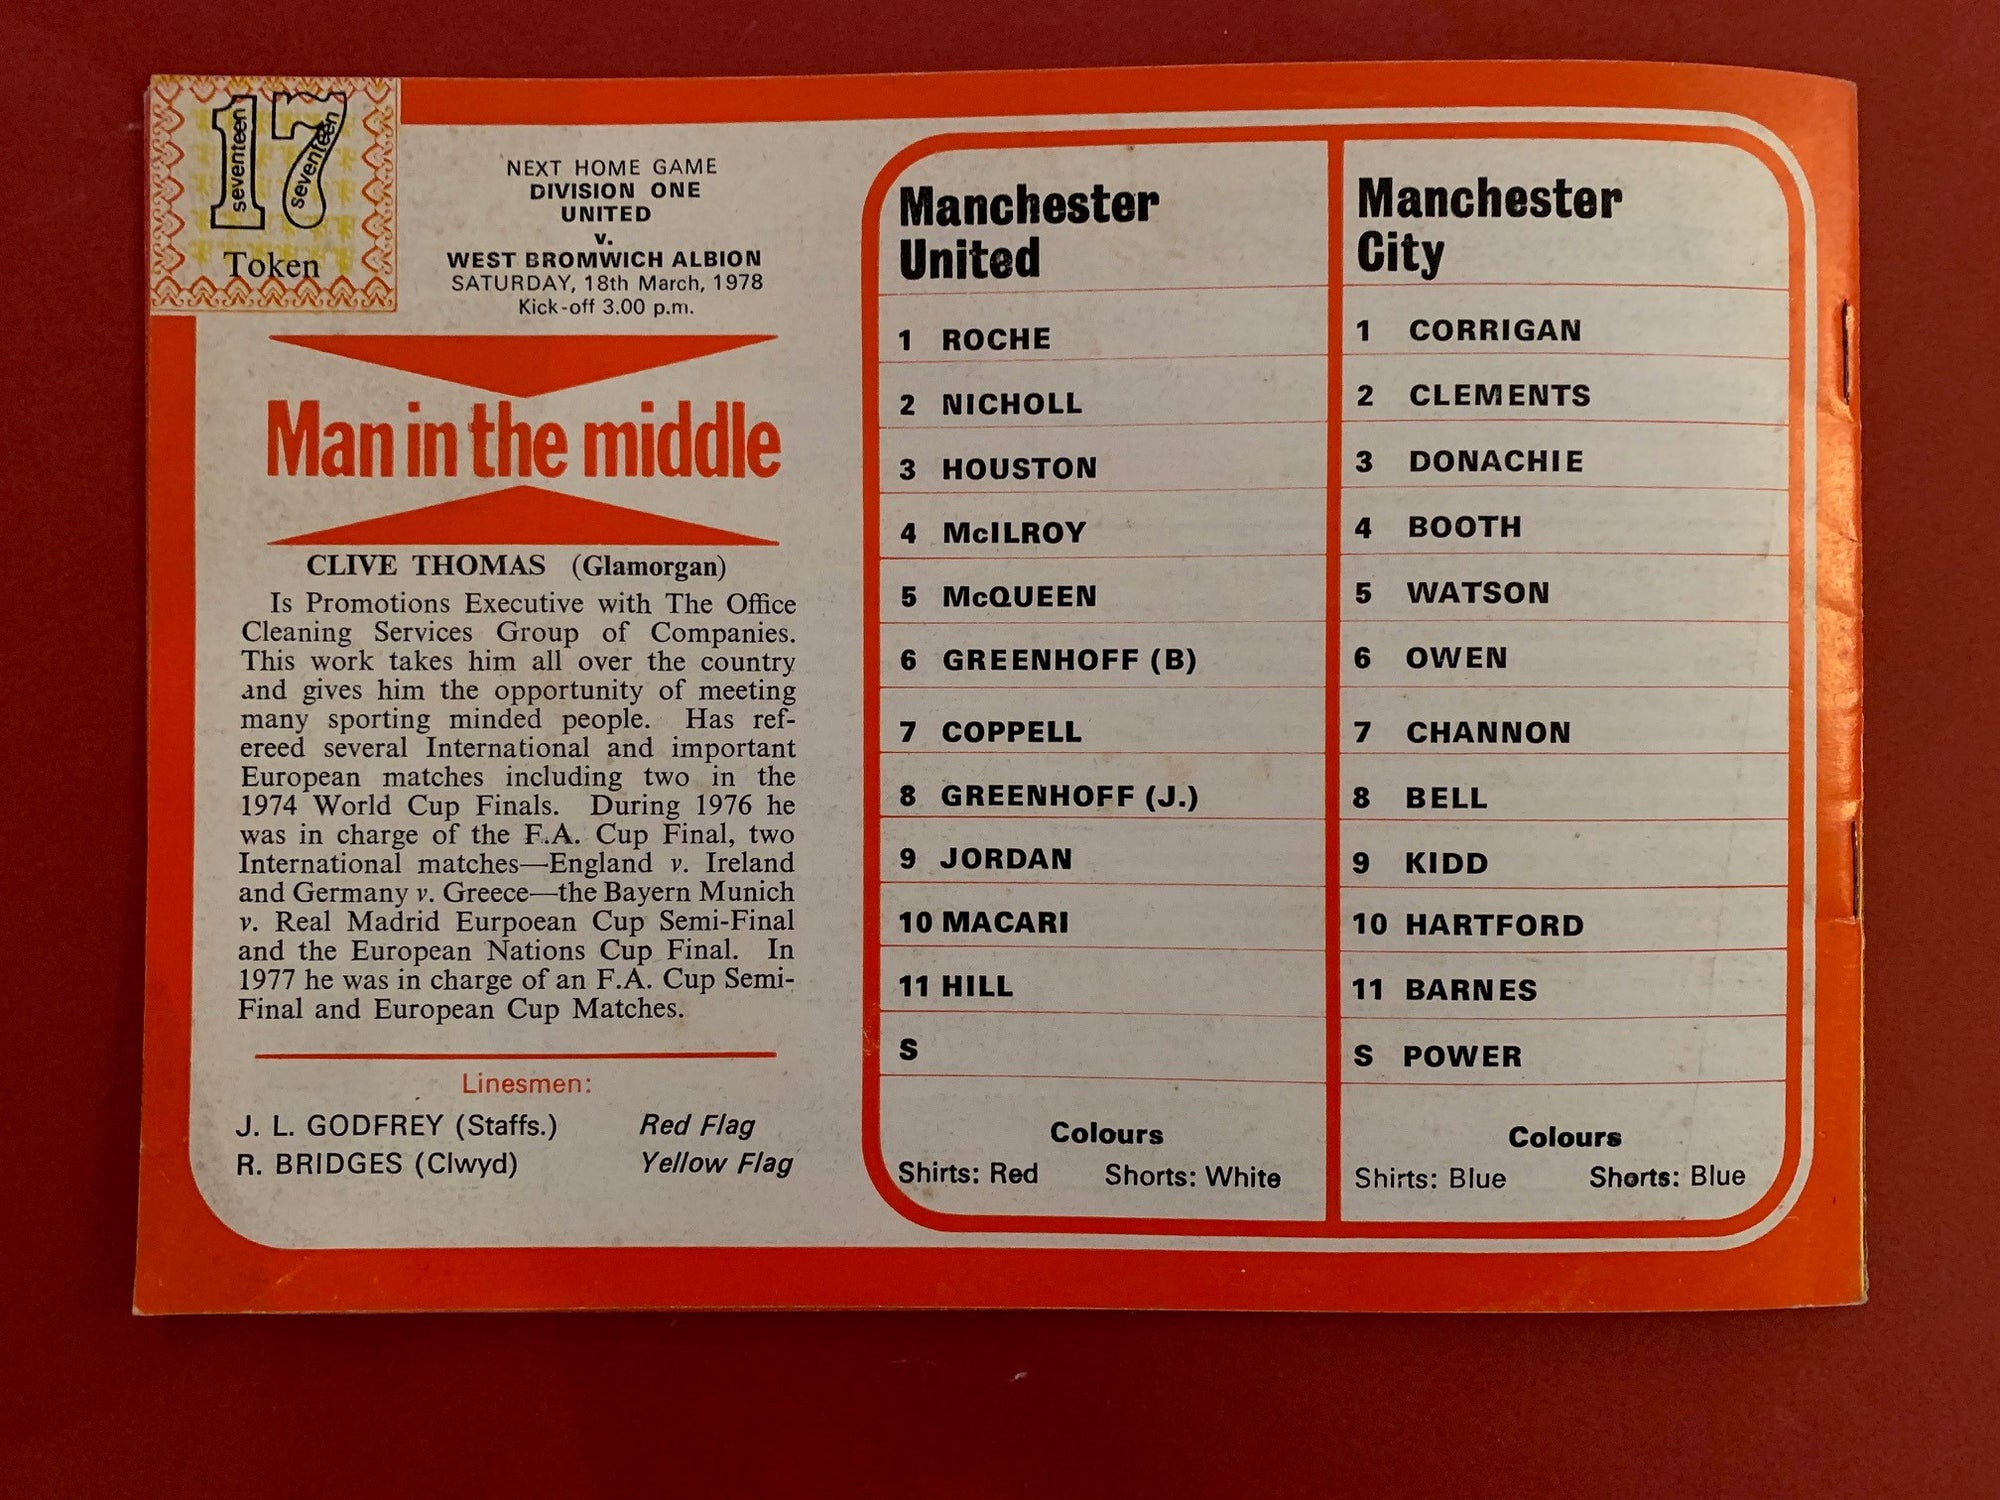 17
seventeen
seventeen
Token
NEXT HOME GAME
DIVISION ONE
UNITED
v.
WEST BROMWICH ALBION
SATURDAY, 18th March, 1978
Kick-off 3.00 p.m.
Man in the middle
CLIVE THOMAS (Glamorgan)
Is Promotions Executive with The Office
Cleaning Services Group of Companies.
This work takes him all over the country
and gives him the opportunity of meeting
many sporting minded people. Has ref-
ereed several International and important
European matches including two in the
1974 World Cup Finals. During 1976 he
was in charge of the F.A. Cup Final, two
International matches—England v. Ireland
and Germany v. Greece—the Bayern Munich
v. Real Madrid Eurpoean Cup Semi-Final
and the European Nations Cup Final. In
1977 he was in charge of an F.A. Cup Semi-
Final and European Cup Matches.
Linesmen:
J. L. GODFREY (Staffs.) Red Flag
R. BRIDGES (Clwyd) Yellow Flag
Manchester
United
1 ROCHE
2 NICHOLL
3 HOUSTON
4 McILROY
5 McQUEEN
6 GREENHOFF (B)
7 COPPELL
8 GREENHOFF (J.)
9 JORDAN
10 MACARI
11 HILL
S
Colours
Shirts: Red Shorts: White
Manchester
City
1 CORRIGAN
2 CLEMENTS
3 DONACHIE
4 BOOTH
5 WATSON
6 OWEN
7 CHANNON
8 BELL
9 KIDD
10 HARTFORD
11 BARNES
S POWER
Colours
Shirts: Blue Shorts: Blue